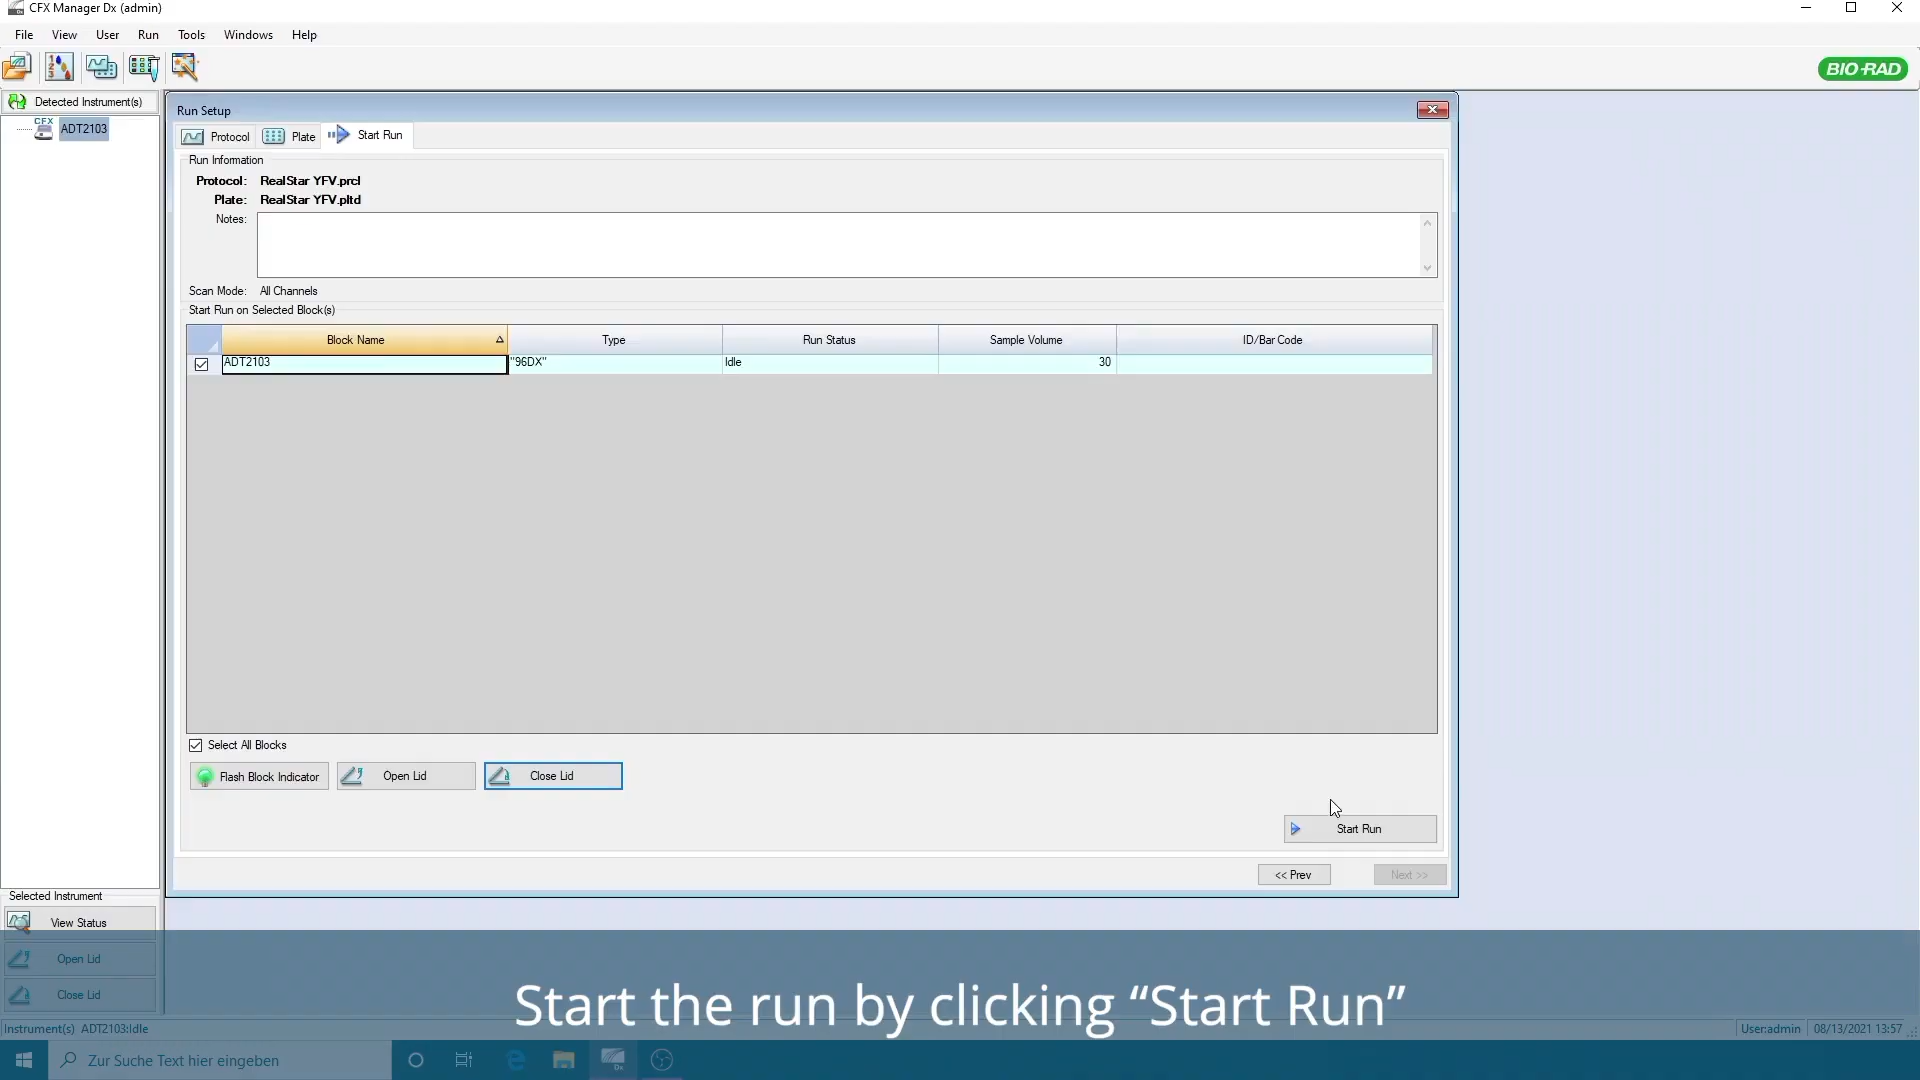 CFX Manager Dx (admin)
File View User Run Tools Windows Help
BIO-RAD
Detected Instrument(s)
CFX
ADT2103
Run Setup
Protocol Plate Start Run
Run Information
Protocol: RealStar YFV.prcl
Plate: RealStar YFV.pltd
Notes:
Scan Mode: All Channels
Start Run on Selected Block(s)
Block Name Type Run Status Sample Volume ID/Bar Code
ADT2103 "96DX" Idle 30
Select All Blocks
Flash Block Indicator Open Lid Close Lid
Start Run
<< Prev Next >>
Selected Instrument
View Status
Open Lid
Close Lid
Start the run by clicking “Start Run”
Instrument(s) ADT2103:Idle User:admin 08/13/2021 13:57
Zur Suche Text hier eingeben